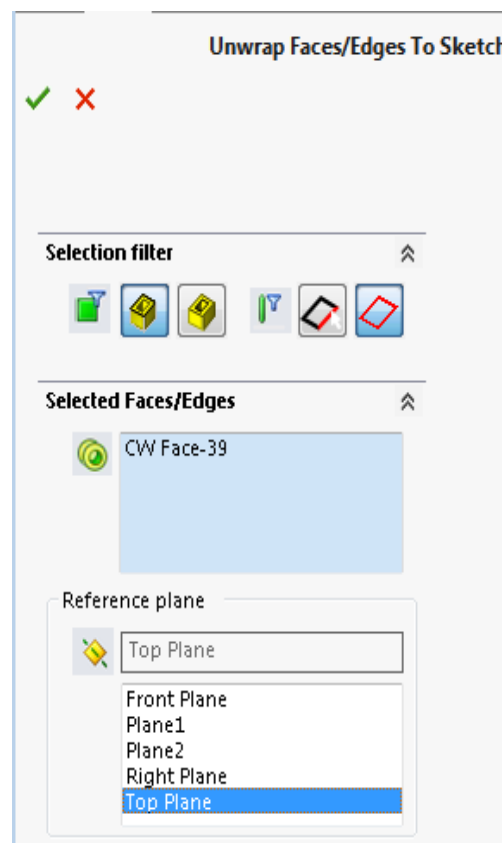 Unwrap Faces/Edges To Sketch
Selection filter
Selected Faces/Edges
CW Face-39
Reference plane
Top Plane
Front Plane
Plane1
Plane2
Right Plane
Top Plane